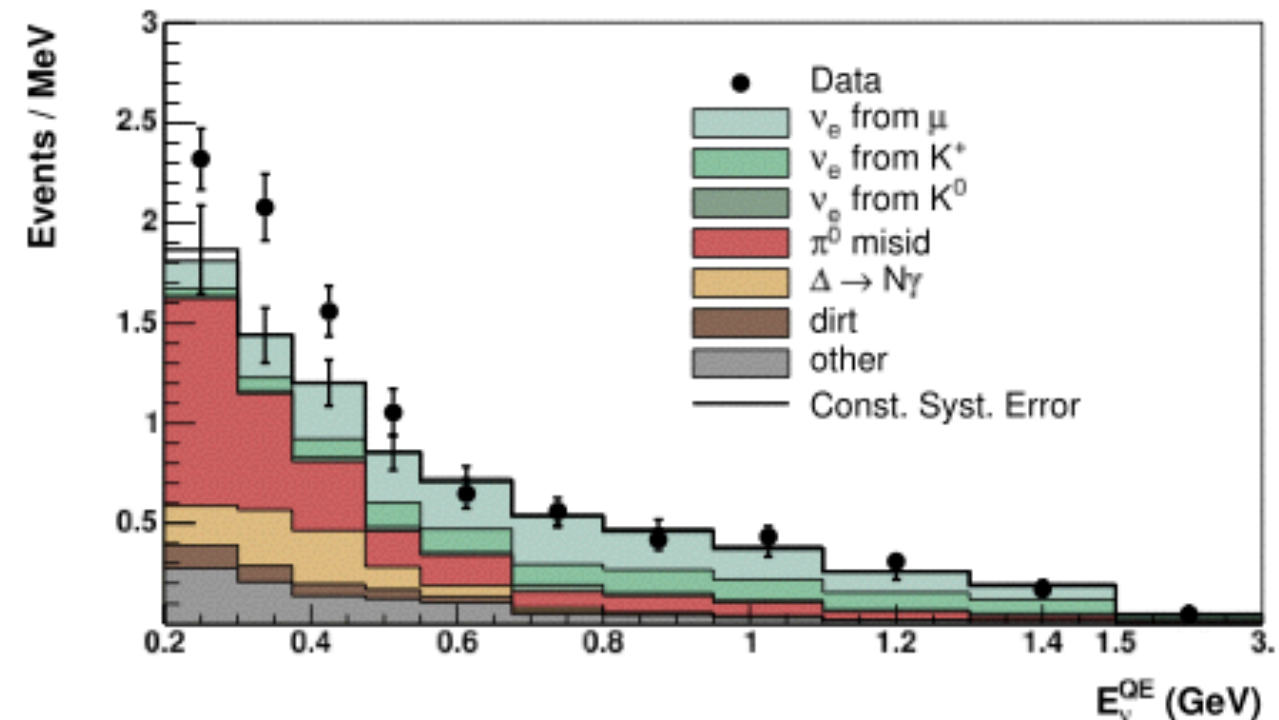 Events / MeV
3
2.5
2
1.5
1
0.5
Data
νe from μ
νe from K+
νe from K0
π0 misid
Δ → Nγ
dirt
other
Const. Syst. Error
0.2 0.4 0.6 0.8 1 1.2 1.4 1.5 3.
EνQE (GeV)